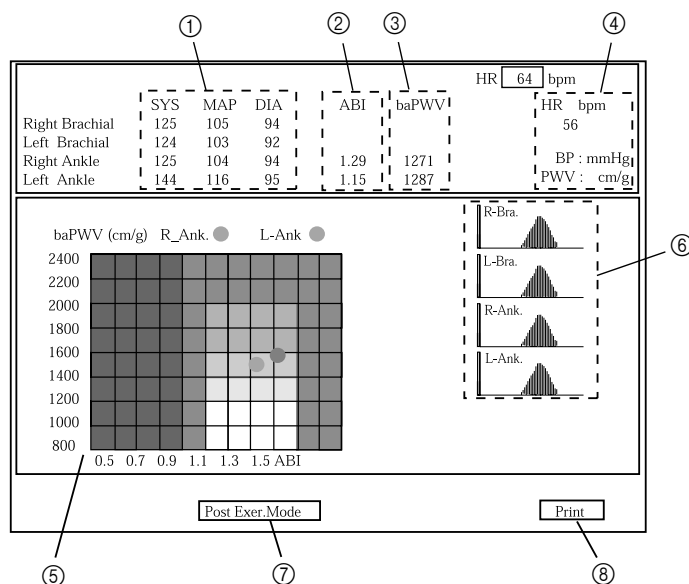 ① ② ③ ④
HR 64 bpm
SYS MAP DIA ABI baPWV HR bpm
Right Brachial 125 105 94 56
Left Brachial 124 103 92
Right Ankle 125 104 94 1.29 1271 BP : mmHg
Left Ankle 144 116 95 1.15 1287 PWV : cm/g
baPWV (cm/g) R_Ank. L-Ank
2400
2200
2000
1800
1600
1400
1200
1000
800
0.5 0.7 0.9 1.1 1.3 1.5 ABI
R-Bra.
L-Bra.
R-Ank.
L-Ank.
⑥
Post Exer.Mode Print
⑤ ⑦ ⑧